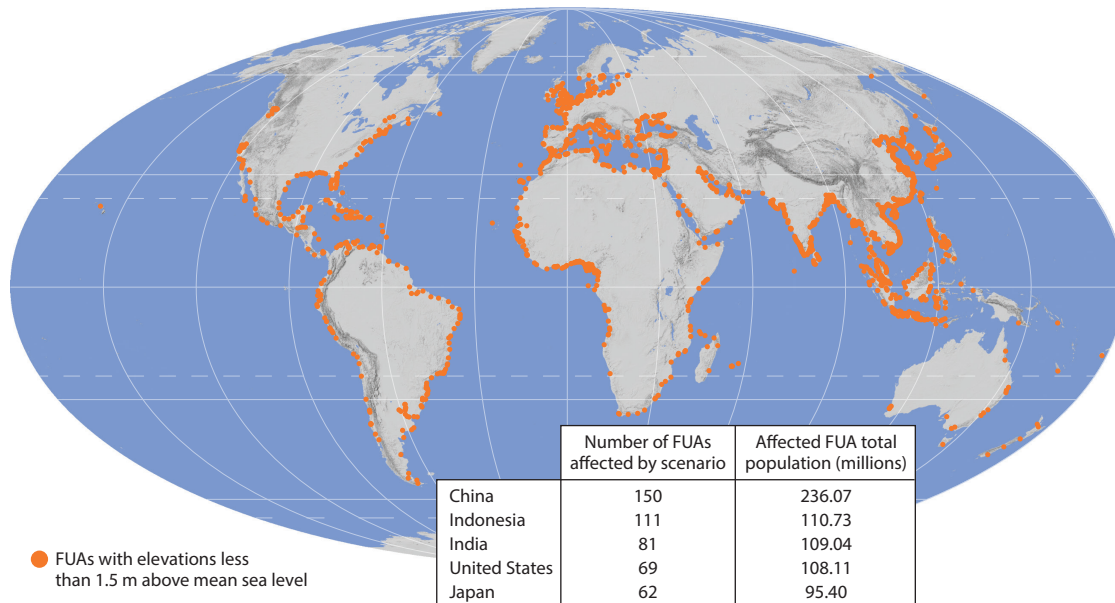 Number of FUAs affected by scenario
Affected FUA total population (millions)
China 150 236.07
Indonesia 111 110.73
India 81 109.04
United States 69 108.11
Japan 62 95.40
FUAs with elevations less
than 1.5 m above mean sea level